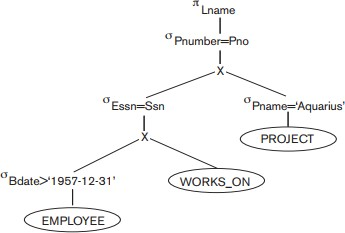 π Lname
σ Pnumber=Pno
X
σ Essn=Ssn
σ Pname=‘Aquarius’
X
PROJECT
σ Bdate>‘1957-12-31’
WORKS_ON
EMPLOYEE